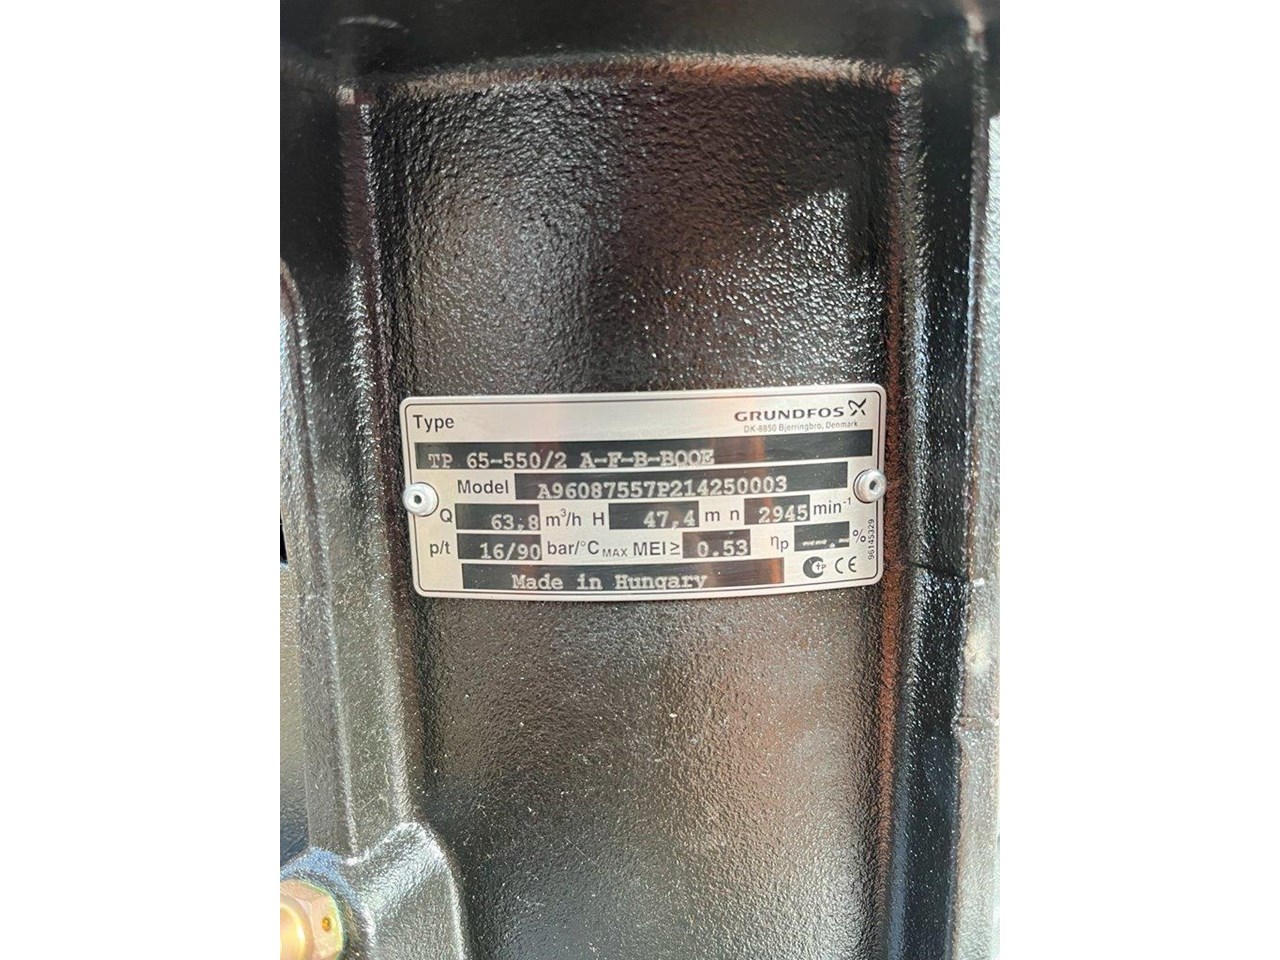 Type GRUNDFOS
DK-8850 Bjerringbro, Denmark
TP 65-550/2 A-F-B-BQQE
Model A96087557P214250003
Q 63,8 m³/h H 47,4 m n 2945 min⁻¹
p/t 16/90 bar/°C MAX MEI≥ 0.53 ηp --.- %
Made in Hungary CE
96145329